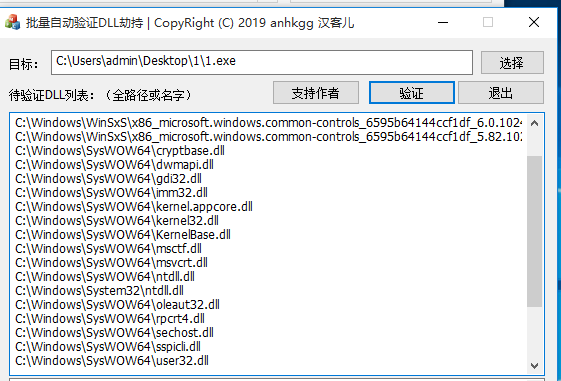 批量自动验证DLL劫持 | CopyRight (C) 2019 anhkgg 汉客儿
目标: C:\Users\admin\Desktop\1\1.exe 选择
待验证DLL列表:（全路径或名字） 支持作者 验证 退出
C:\Windows\WinSxS\x86_microsoft.windows.common-controls_6595b64144ccf1df_6.0.1024
C:\Windows\WinSxS\x86_microsoft.windows.common-controls_6595b64144ccf1df_5.82.102
C:\Windows\SysWOW64\cryptbase.dll
C:\Windows\SysWOW64\dwmapi.dll
C:\Windows\SysWOW64\gdi32.dll
C:\Windows\SysWOW64\imm32.dll
C:\Windows\SysWOW64\kernel.appcore.dll
C:\Windows\SysWOW64\kernel32.dll
C:\Windows\SysWOW64\KernelBase.dll
C:\Windows\SysWOW64\msctf.dll
C:\Windows\SysWOW64\msvcrt.dll
C:\Windows\SysWOW64\ntdll.dll
C:\Windows\System32\ntdll.dll
C:\Windows\SysWOW64\oleaut32.dll
C:\Windows\SysWOW64\rpcrt4.dll
C:\Windows\SysWOW64\sechost.dll
C:\Windows\SysWOW64\sspicli.dll
C:\Windows\SysWOW64\user32.dll